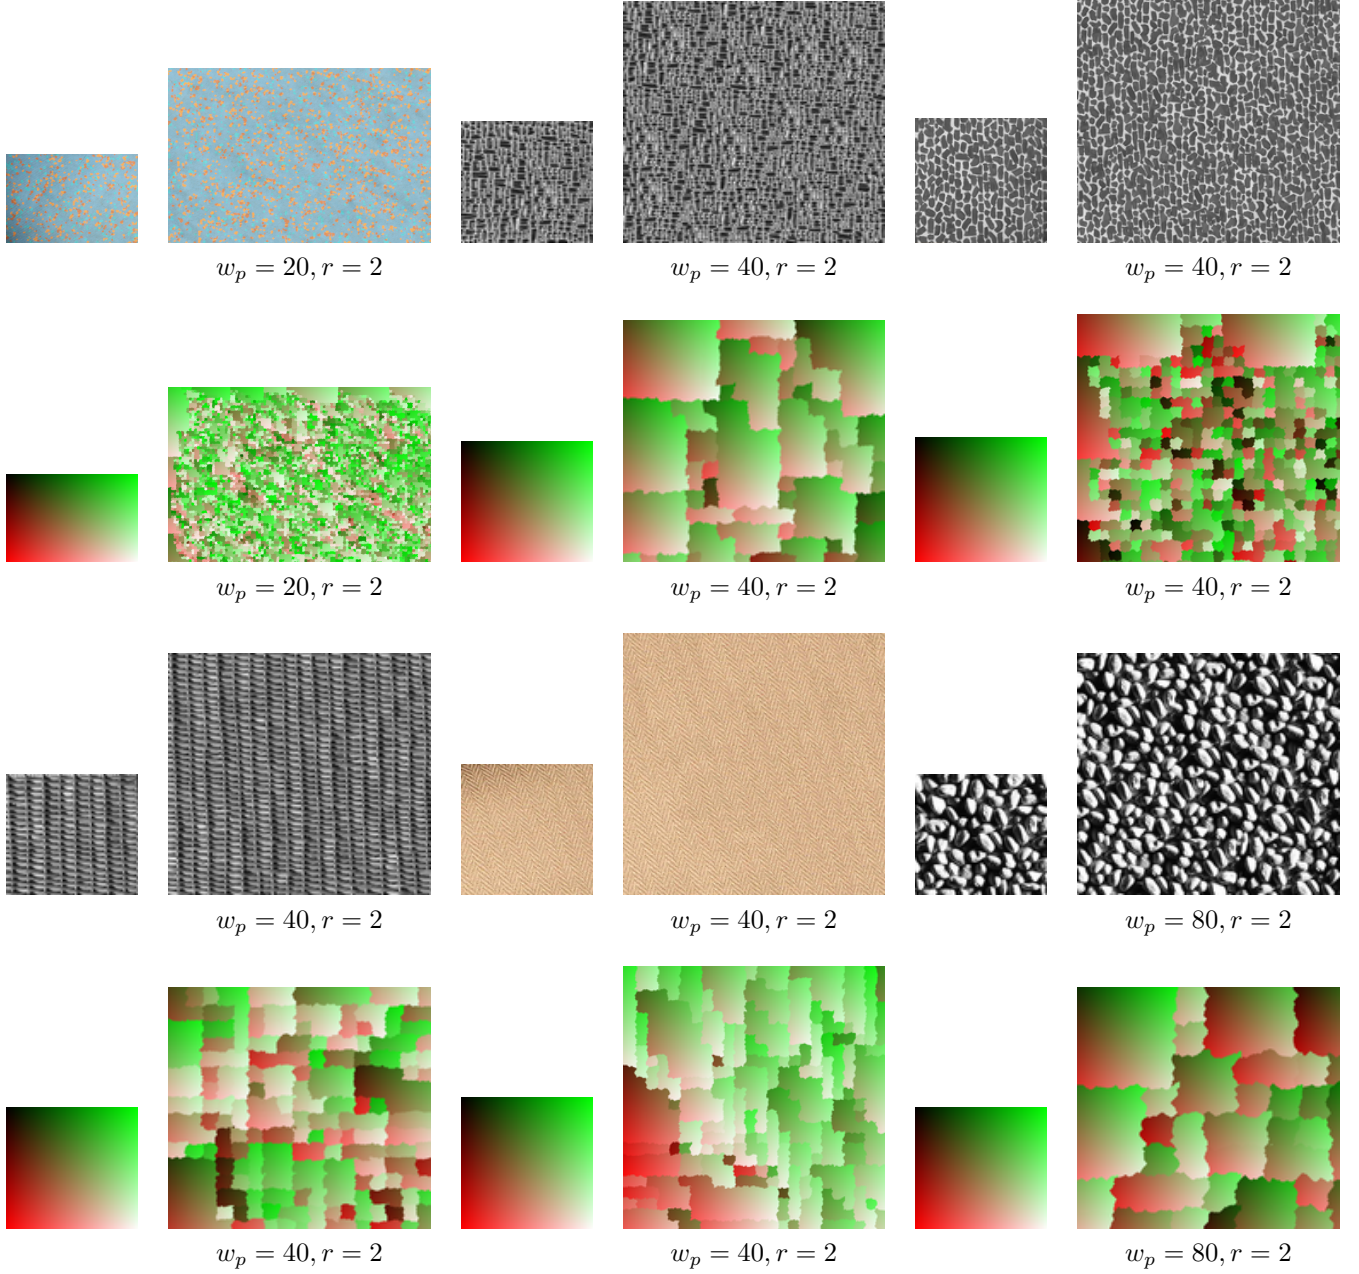 w_p = 20, r = 2
w_p = 40, r = 2
w_p = 40, r = 2
w_p = 20, r = 2
w_p = 40, r = 2
w_p = 40, r = 2
w_p = 40, r = 2
w_p = 40, r = 2
w_p = 80, r = 2
w_p = 40, r = 2
w_p = 40, r = 2
w_p = 80, r = 2